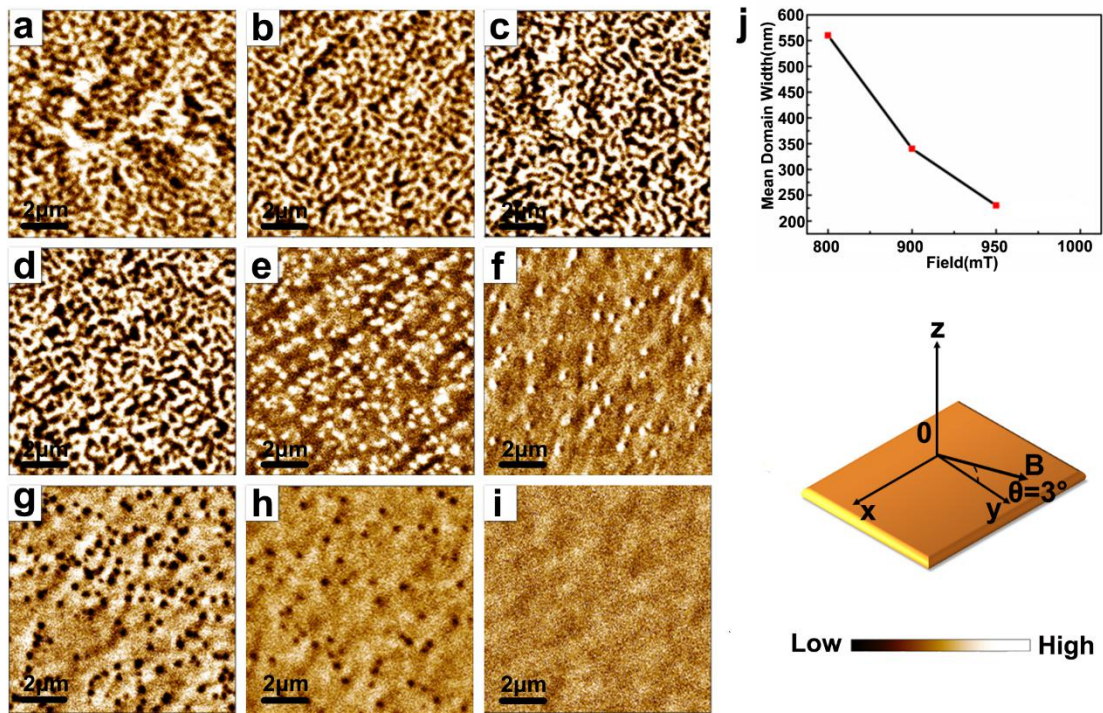 a
b
c
2μm
2μm
2μm
d
e
f
2μm
2μm
2μm
g
h
i
2μm
2μm
2μm
j
600
550
500
450
400
350
300
250
200
Mean Domain Width(nm)
800
900
950
1000
Field(mT)
z
0
B
θ=3°
x
y
Low
High